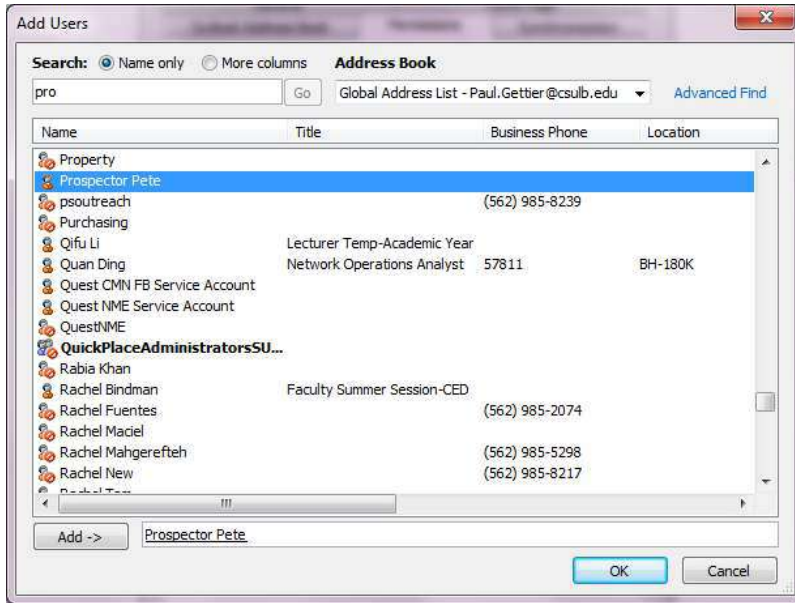 Add Users
Search: Name only More columns Address Book
pro Go Global Address List - Paul.Gettier@csulb.edu Advanced Find
Name Title Business Phone Location
Property
Prospector Pete
psoutreach (562) 985-8239
Purchasing
Qifu Li Lecturer Temp-Academic Year
Quan Ding Network Operations Analyst 57811 BH-180K
Quest CMN FB Service Account
Quest NME Service Account
QuestNME
QuickPlaceAdministratorsSU...
Rabia Khan
Rachel Bindman Faculty Summer Session-CED
Rachel Fuentes (562) 985-2074
Rachel Maciel
Rachel Mahgerefteh (562) 985-5298
Rachel New (562) 985-8217
Add -> Prospector Pete
OK Cancel